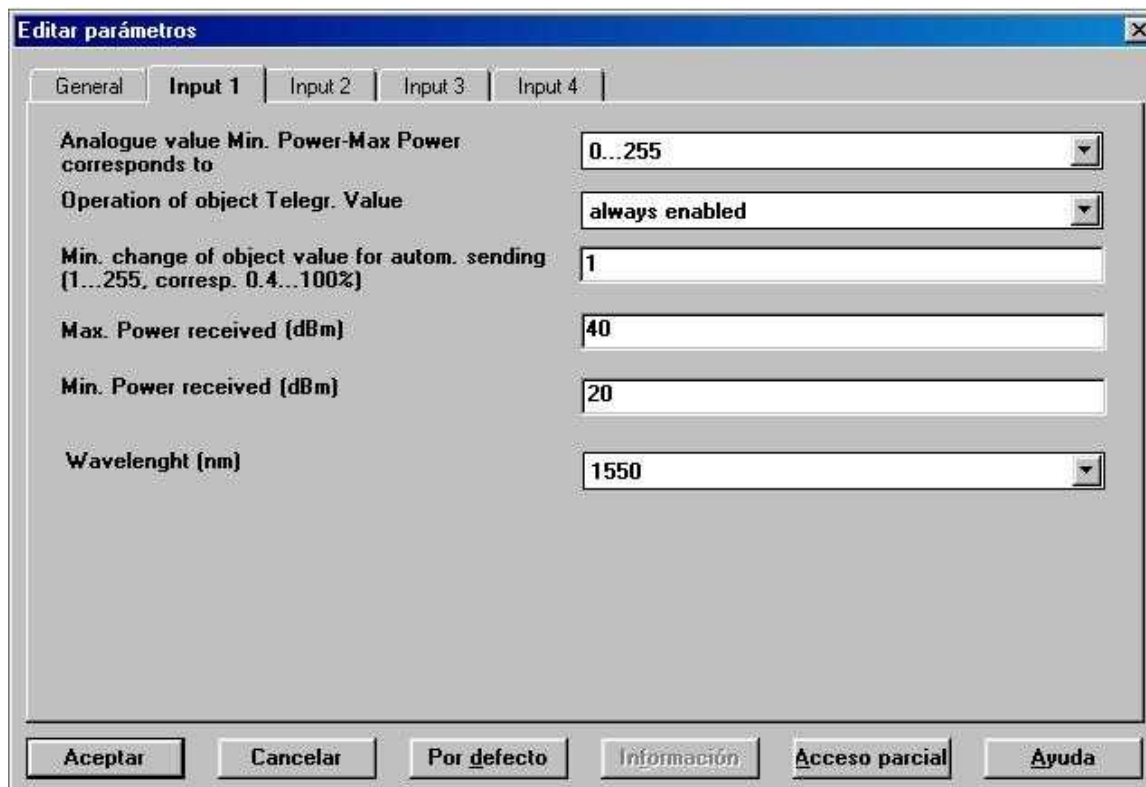 Editar parámetros
General Input 1 Input 2 Input 3 Input 4
Analogue value Min. Power-Max Power
corresponds to
0...255
Operation of object Telegr. Value
always enabled
Min. change of object value for autom. sending
(1...255, corresp. 0.4...100%)
1
Max. Power received (dBm)
40
Min. Power received (dBm)
20
Wavelenght (nm)
1550
Aceptar Cancelar Por defecto Información Acceso parcial Ayuda